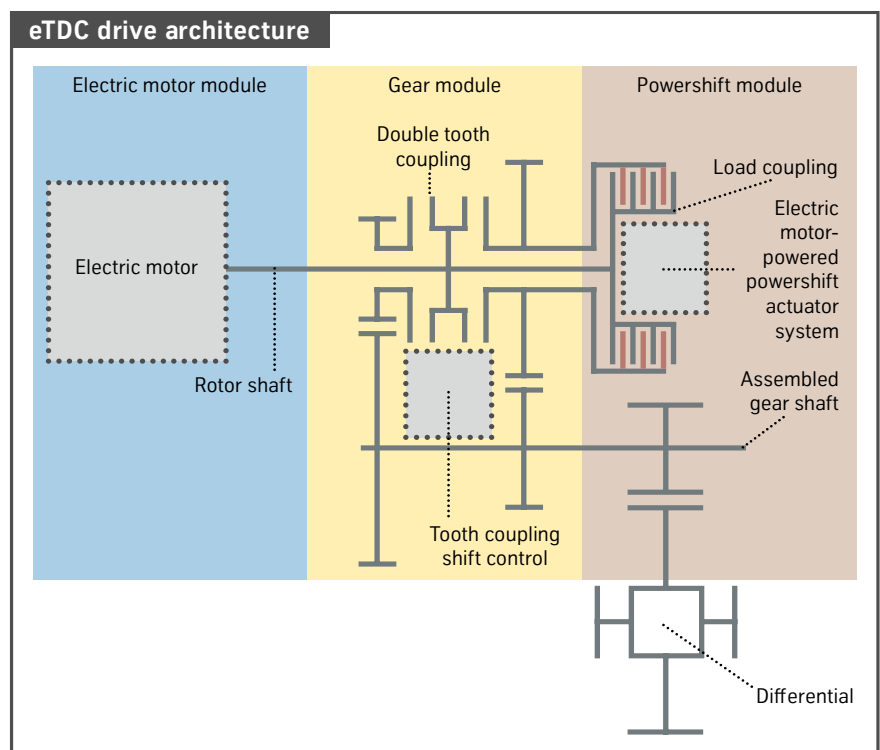 eTDC drive architecture
Electric motor module
Gear module
Powershift module
Double tooth
coupling
Load coupling
Electric
motor-
powered
powershift
actuator
system
Electric motor
Rotor shaft
Assembled
gear shaft
Tooth coupling
shift control
Differential